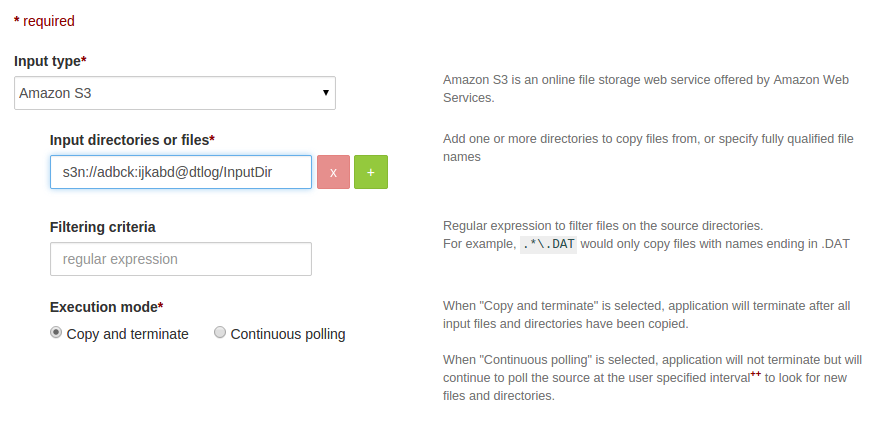 * required
Input type*
Amazon S3
Amazon S3 is an online file storage web service offered by Amazon Web
Services.
Input directories or files*
s3n://adbck:ijkabd@dtlog/InputDir
x
+
Add one or more directories to copy files from, or specify fully qualified file
names
Filtering criteria
regular expression
Regular expression to filter files on the source directories.
For example, .*\.DAT would only copy files with names ending in .DAT
Execution mode*
Copy and terminate
Continuous polling
When "Copy and terminate" is selected, application will terminate after all
input files and directories have been copied.
When "Continuous polling" is selected, application will not terminate but will
continue to poll the source at the user specified interval++ to look for new
files and directories.